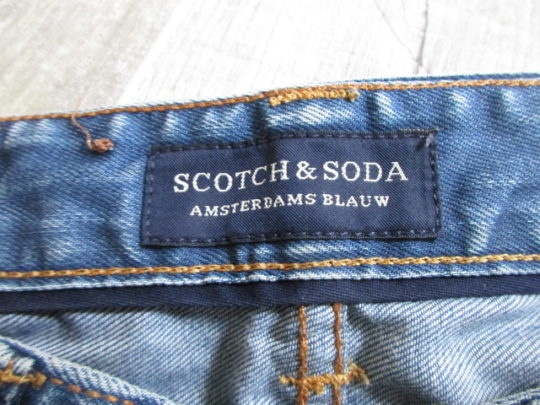 SCOTCH & SODA
AMSTERDAMS BLAUW